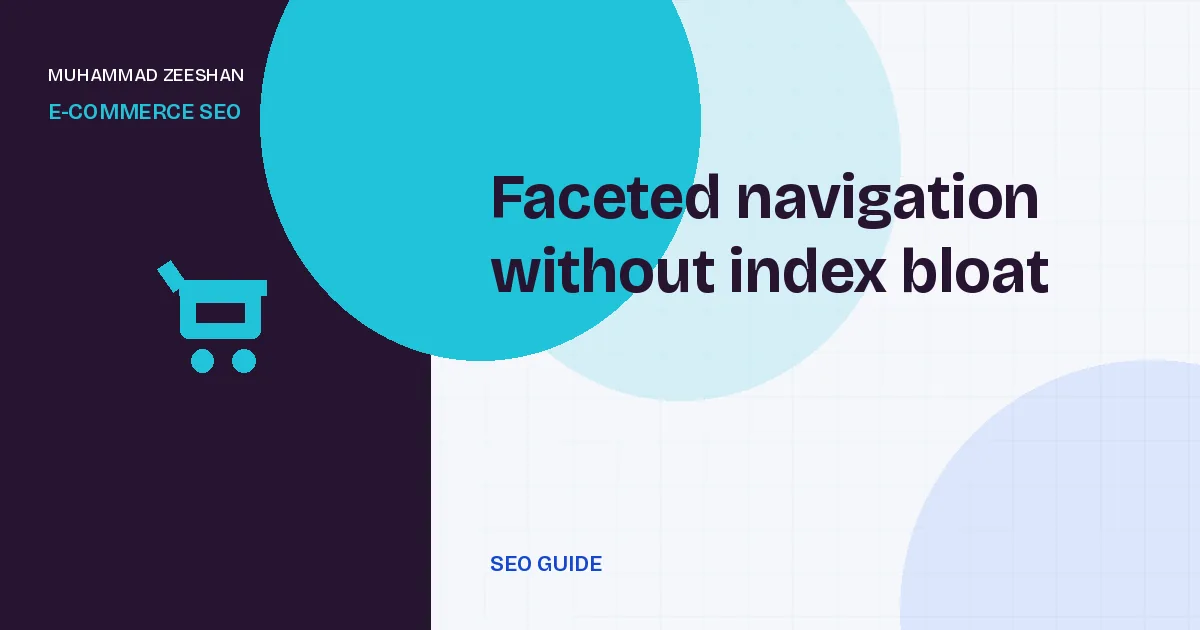 MUHAMMAD ZEESHAN
E-COMMERCE SEO
Faceted navigation
without index bloat
SEO GUIDE